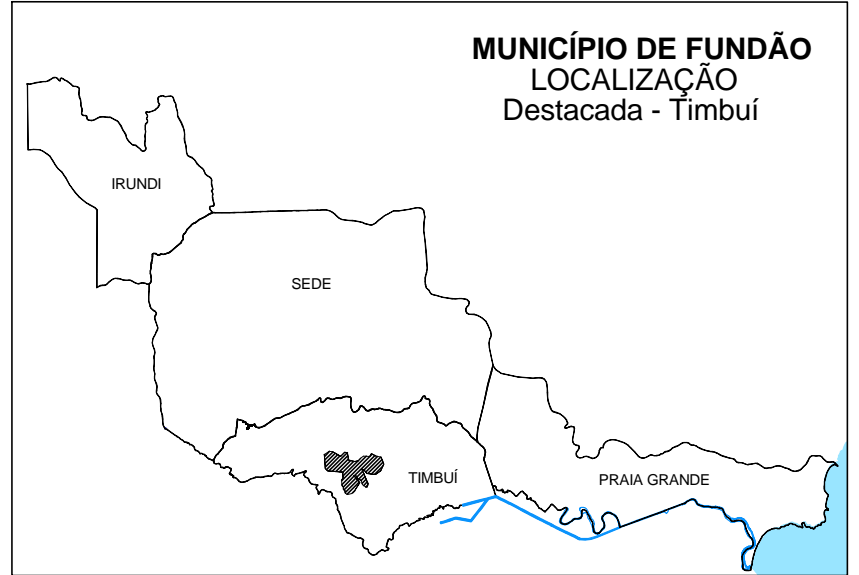 MUNICÍPIO DE FUNDÃO
LOCALIZAÇÃO
Destacada - Timbuí
IRUNDI
SEDE
TIMBUÍ
PRAIA GRANDE